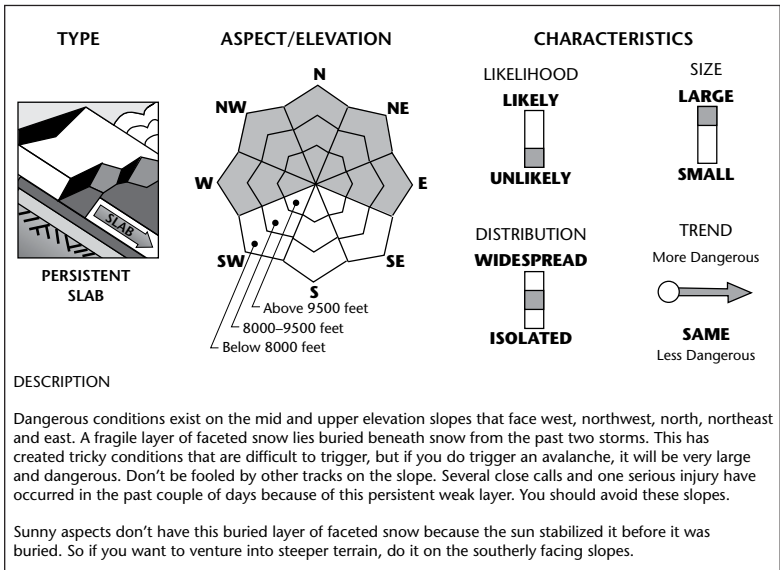 TYPE
ASPECT/ELEVATION
CHARACTERISTICS
SLAB
PERSISTENT
SLAB
N
NW
NE
W
E
SW
SE
S
Above 9500 feet
8000–9500 feet
Below 8000 feet
LIKELIHOOD
LIKELY
UNLIKELY
SIZE
LARGE
SMALL
DISTRIBUTION
WIDESPREAD
ISOLATED
TREND
More Dangerous
SAME
Less Dangerous
DESCRIPTION
Dangerous conditions exist on the mid and upper elevation slopes that face west, northwest, north, northeast
and east. A fragile layer of faceted snow lies buried beneath snow from the past two storms. This has
created tricky conditions that are difficult to trigger, but if you do trigger an avalanche, it will be very large
and dangerous. Don’t be fooled by other tracks on the slope. Several close calls and one serious injury have
occurred in the past couple of days because of this persistent weak layer. You should avoid these slopes.
Sunny aspects don’t have this buried layer of faceted snow because the sun stabilized it before it was
buried. So if you want to venture into steeper terrain, do it on the southerly facing slopes.